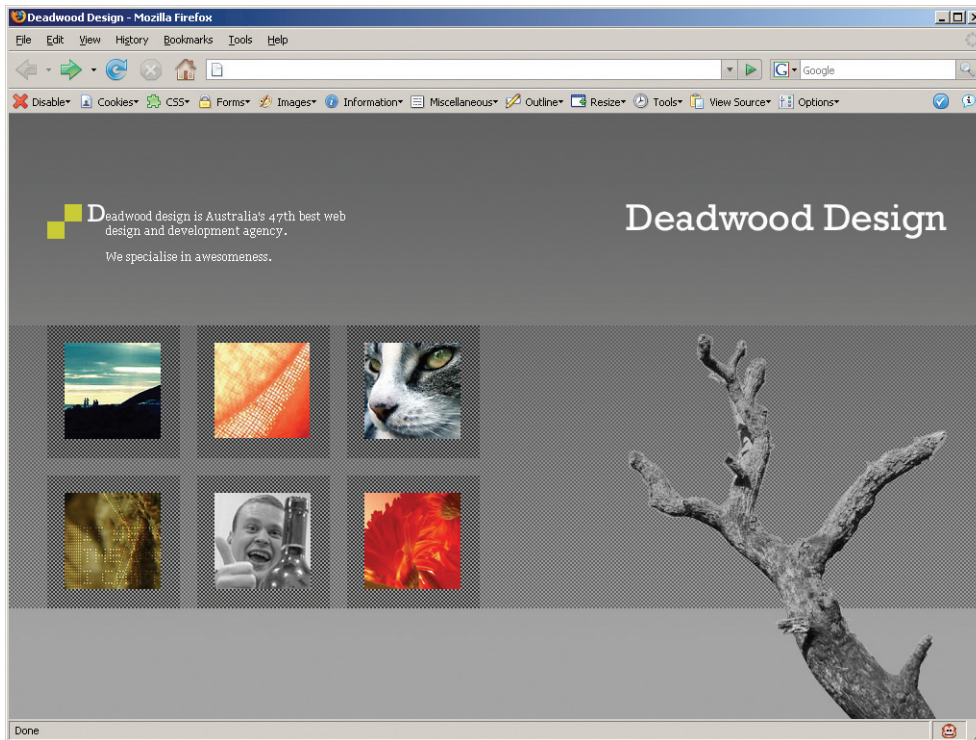 Deadwood Design - Mozilla Firefox
File Edit View History Bookmarks Tools Help
G Google
Disable Cookies CSS Forms Images Information Miscellaneous Outline Resize Tools View Source Options
Deadwood design is Australia's 47th best web
design and development agency.
We specialise in awesomeness.
Deadwood Design
Done